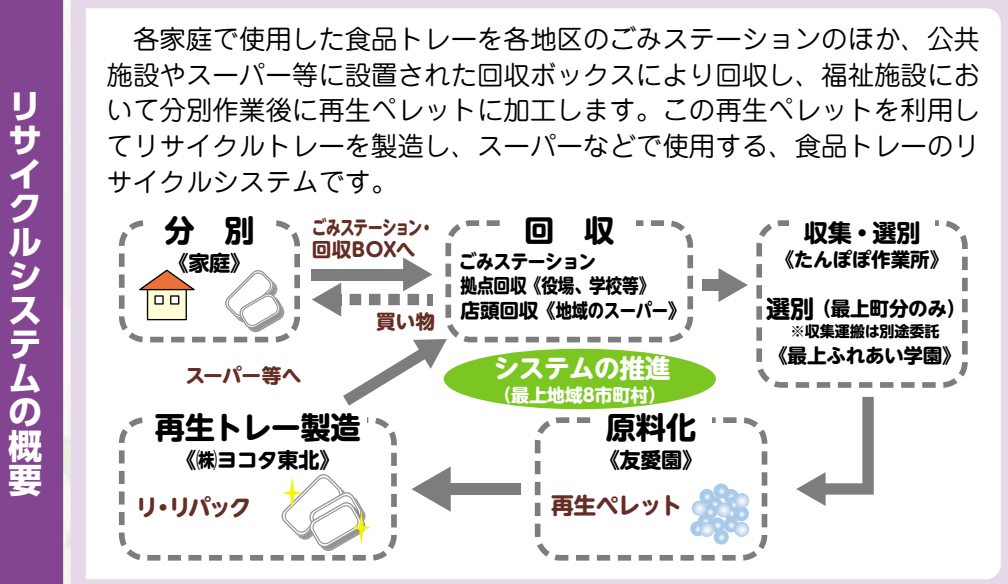 リサイクルシステムの概要
各家庭で使用した食品トレーを各地区のごみステーションのほか、公共
施設やスーパー等に設置された回収ボックスにより回収し、福祉施設にお
いて分別作業後に再生ペレットに加工します。この再生ペレットを利用し
てリサイクルトレーを製造し、スーパーなどで使用する、食品トレーのリ
サイクルシステムです。
分 別
《家庭》
ごみステーション・
回収BOXへ
買い物
回 収
ごみステーション
拠点回収《役場、学校等》
店頭回収《地域のスーパー》
収集・選別
《たんぽぽ作業所》
選別(最上町分のみ)
※収集運搬は別途委託
《最上ふれあい学園》
スーパー等へ
システムの推進
(最上地域8市町村)
再生トレー製造
《㈱ヨコタ東北》
リ・リパック
原料化
《友愛園》
再生ペレット